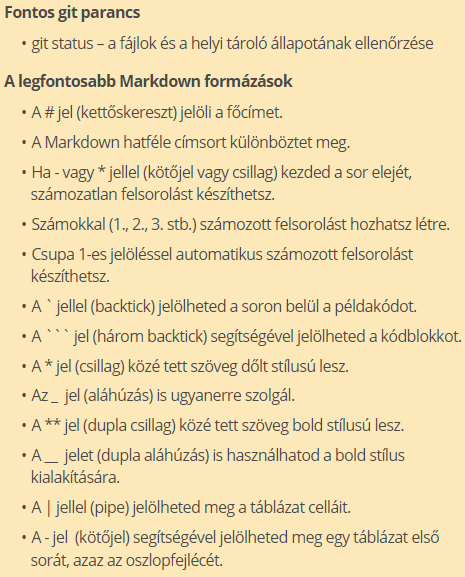 Fontos git parancs
• git status – a fájlok és a helyi tároló állapotának ellenőrzése
A legfontosabb Markdown formázások
• A # jel (kettőskereszt) jelöli a főcímet.
• A Markdown hatféle címsort különböztet meg.
• Ha - vagy * jellel (kötőjel vagy csillag) kezded a sor elejét,
számozatlan felsorolást készíthetsz.
• Számokkal (1., 2., 3. stb.) számozott felsorolást hozhatsz létre.
• Csupa 1-es jelöléssel automatikus számozott felsorolást
készíthetsz.
• A ` jellel (backtick) jelölheted a soron belül a példakódot.
• A ` ` ` jel (három backtick) segítségével jelölheted a kódblokkot.
• A * jel (csillag) közé tett szöveg dőlt stílusú lesz.
• Az _ jel (aláhúzás) is ugyanerre szolgál.
• A ** jel (dupla csillag) közé tett szöveg bold stílusú lesz.
• A __ jelet (dupla aláhúzás) is használhatod a bold stílus
kialakítására.
• A | jellel (pipe) jelölheted meg a táblázat celláit.
• A - jel (kötőjel) segítségével jelölheted meg egy táblázat első
sorát, azaz az oszlopfejlécét.